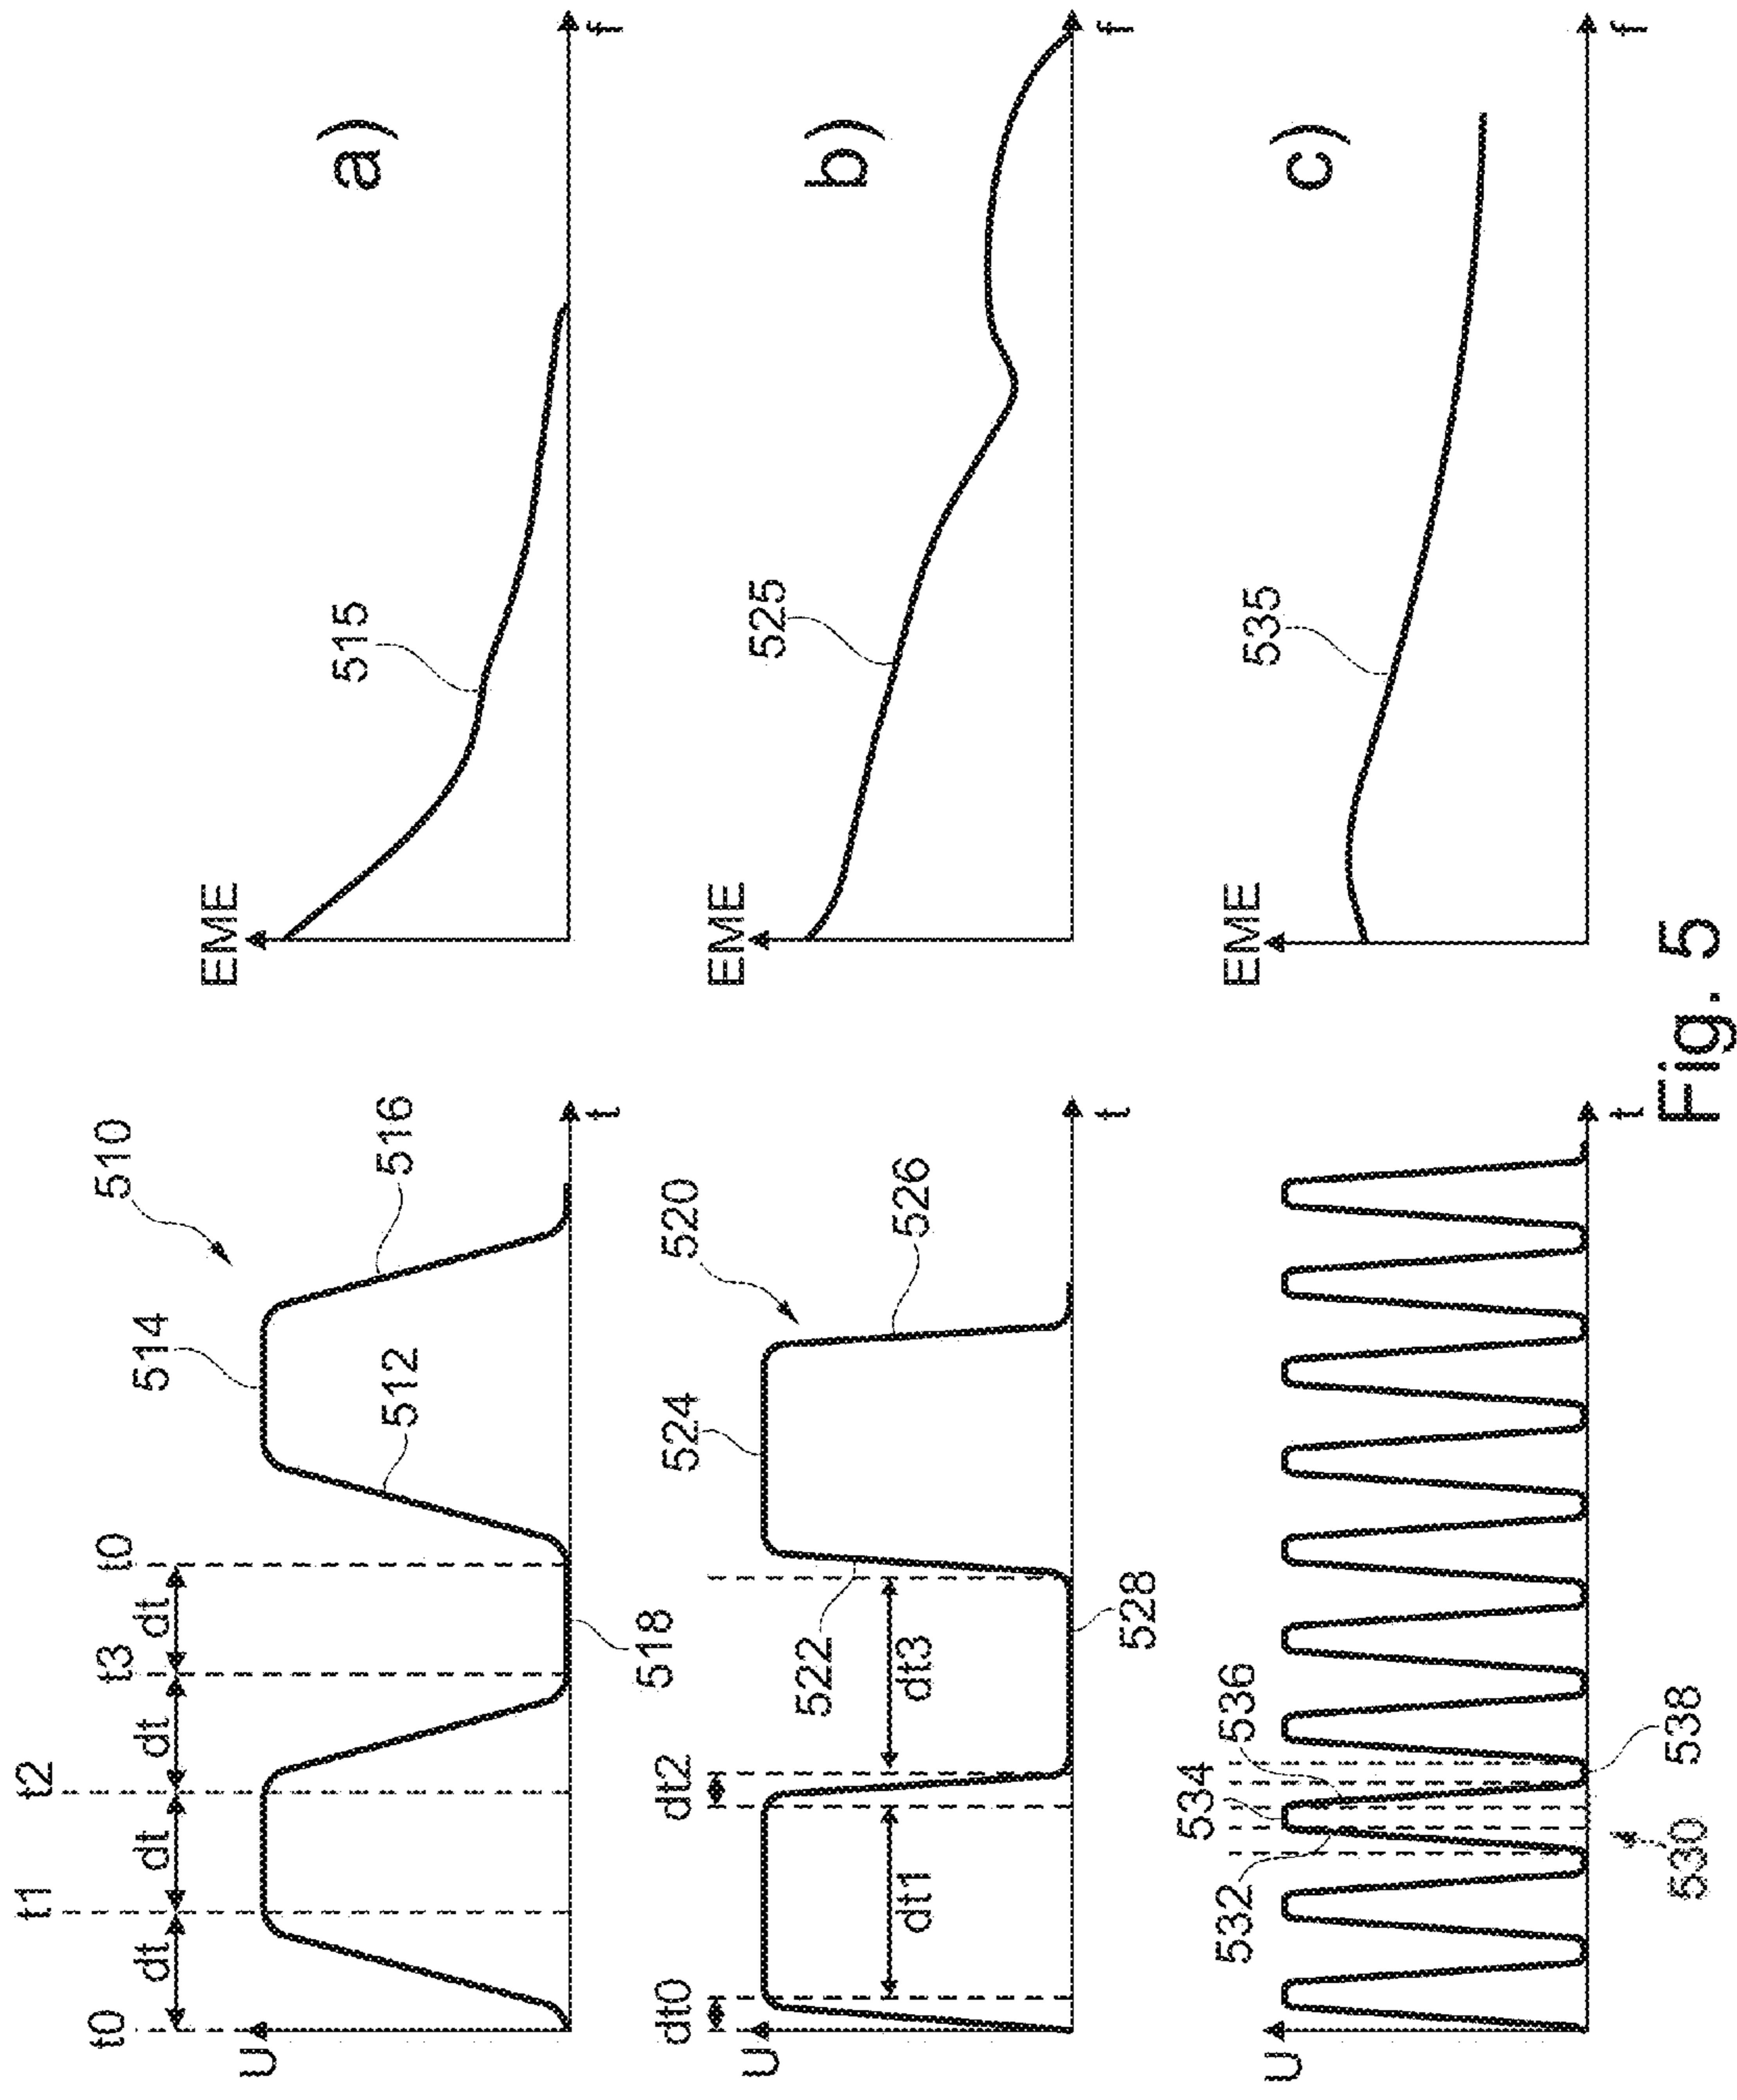 t0 t1 t2 t3 t0
dt dt dt dt
510
514
512
516
518
U
t
EME
515
a)
f
dt0 dt2
520
524
dt1 dt3
522
526
528
U
t
EME
525
b)
f
534
532 536
530 538
U
t
EME
535
c)
f
Fig. 5